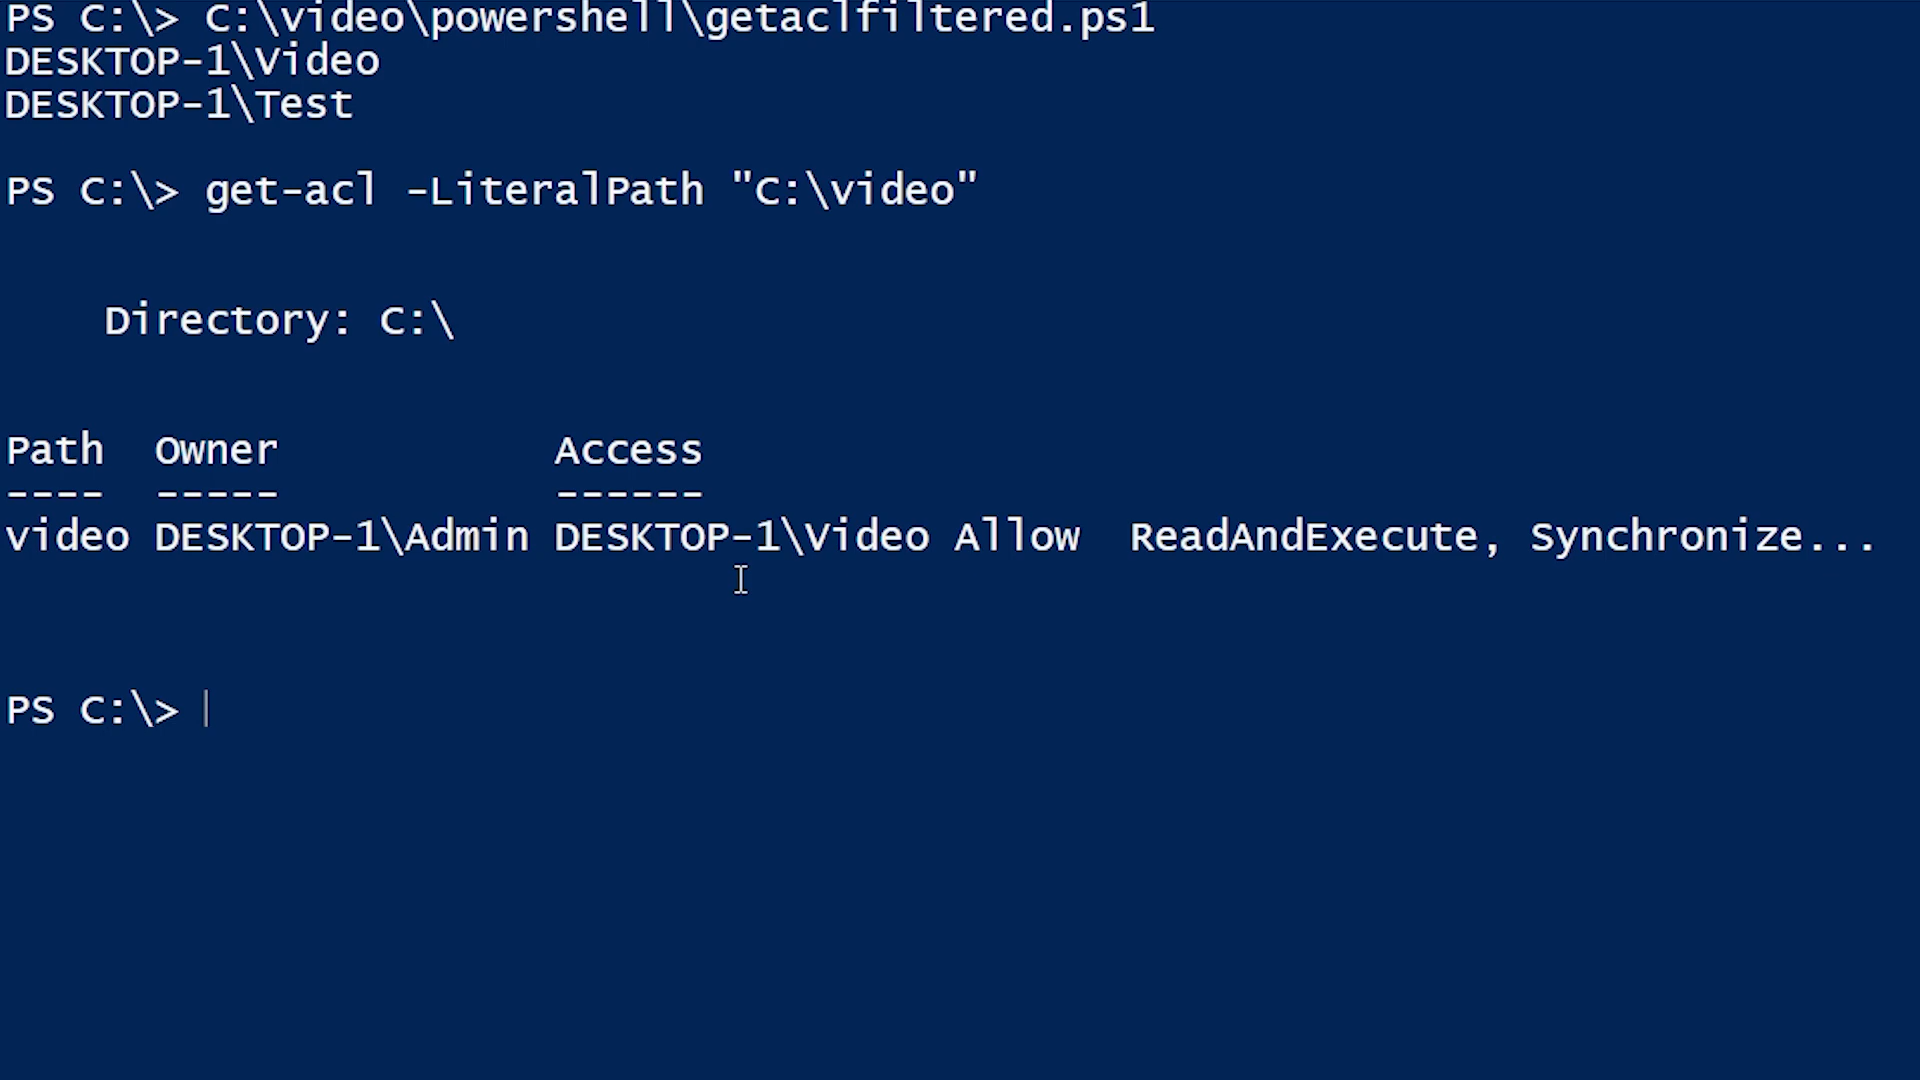 PS C:\> C:\video\powershell\getaclfiltered.ps1
DESKTOP-1\Video
DESKTOP-1\Test
PS C:\> get-acl -LiteralPath "C:\video"
Directory: C:\
Path Owner Access
---- ----- ------
video DESKTOP-1\Admin DESKTOP-1\Video Allow ReadAndExecute, Synchronize...
PS C:\>